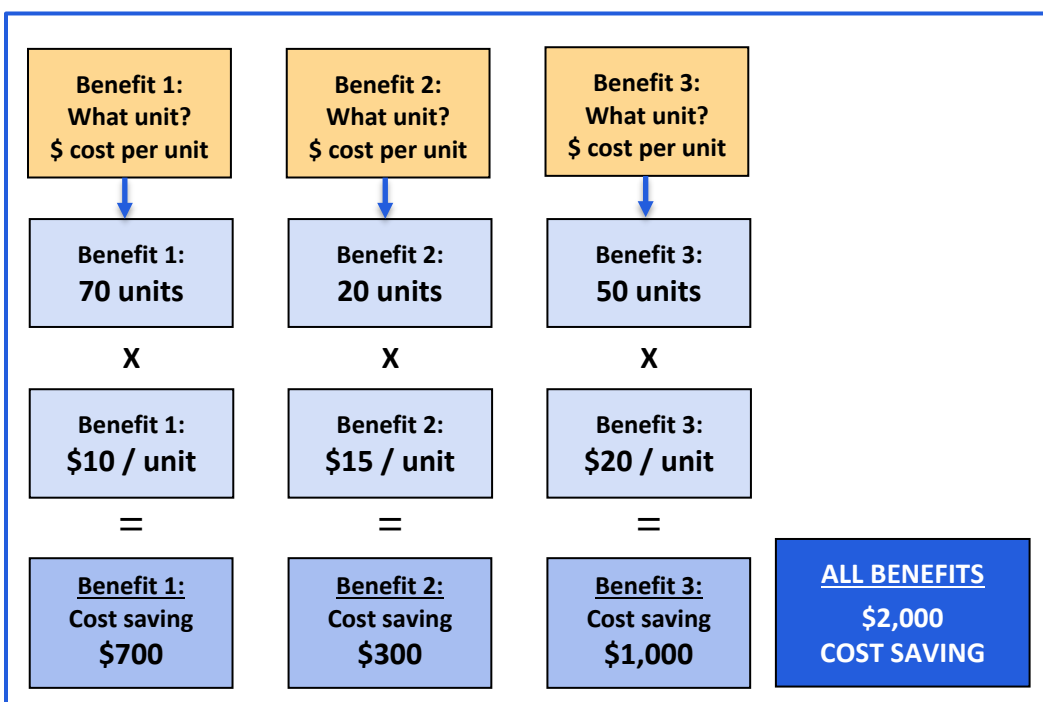 Benefit 1:
What unit?
$ cost per unit
Benefit 2:
What unit?
$ cost per unit
Benefit 3:
What unit?
$ cost per unit
Benefit 1:
70 units
Benefit 2:
20 units
Benefit 3:
50 units
X
X
X
Benefit 1:
$10 / unit
Benefit 2:
$15 / unit
Benefit 3:
$20 / unit
=
=
=
Benefit 1:
Cost saving
$700
Benefit 2:
Cost saving
$300
Benefit 3:
Cost saving
$1,000
ALL BENEFITS
$2,000
COST SAVING